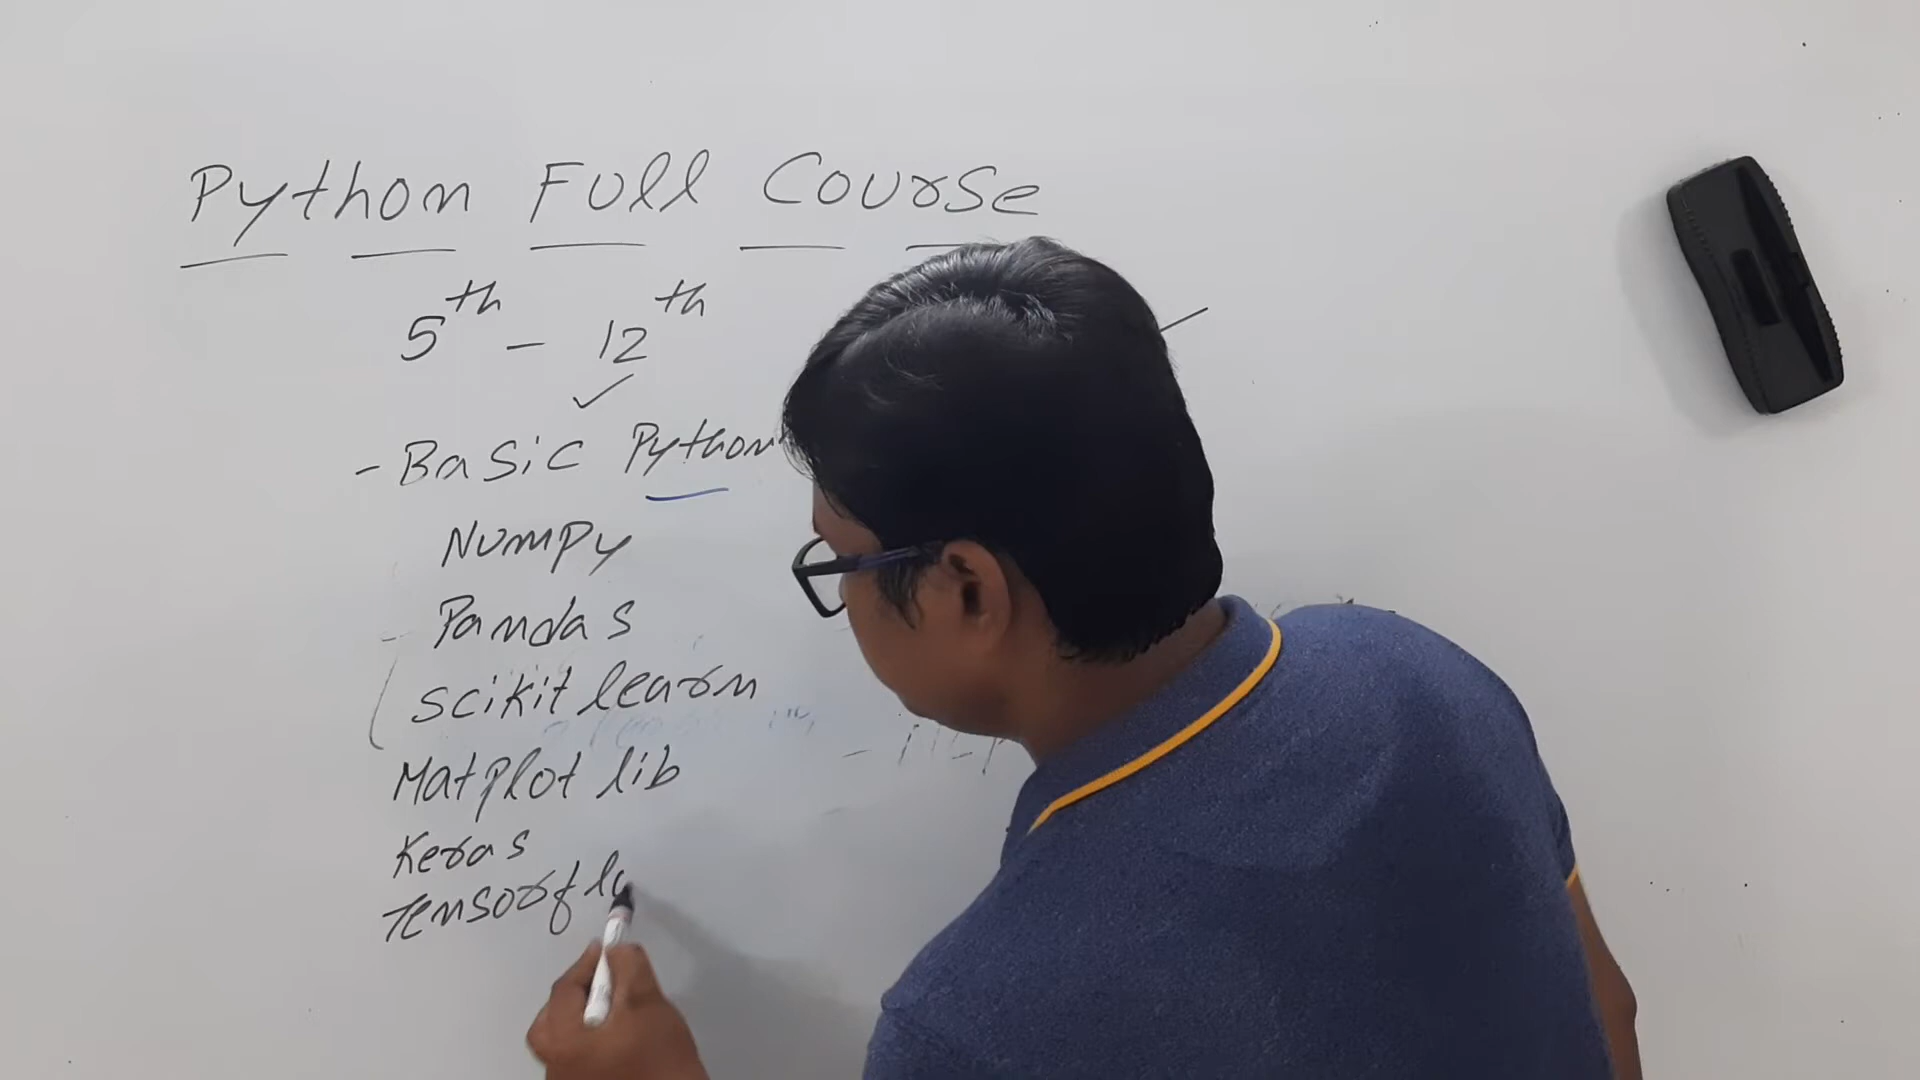 Python Full Course
5th - 12th
- Basic Python
Numpy
Pandas
scikit learn
Matplot lib
Keras
Tensorflo